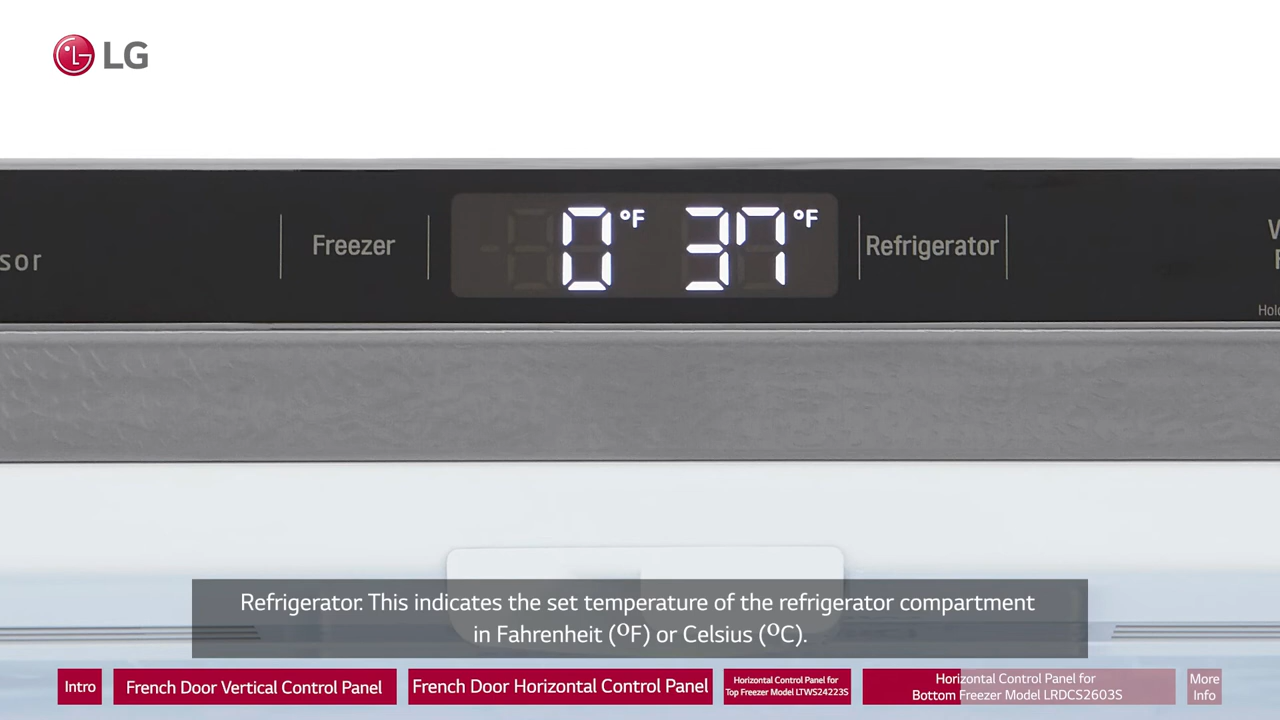 LG
sor
Freezer
0 °F 37 °F
Refrigerator
Hol
Refrigerator: This indicates the set temperature of the refrigerator compartment
in Fahrenheit (ºF) or Celsius (ºC).
Intro
French Door Vertical Control Panel
French Door Horizontal Control Panel
Horizontal Control Panel for
Top Freezer Model LTWS24223S
Horizontal Control Panel for
Bottom Freezer Model LRDCS2603S
More
Info